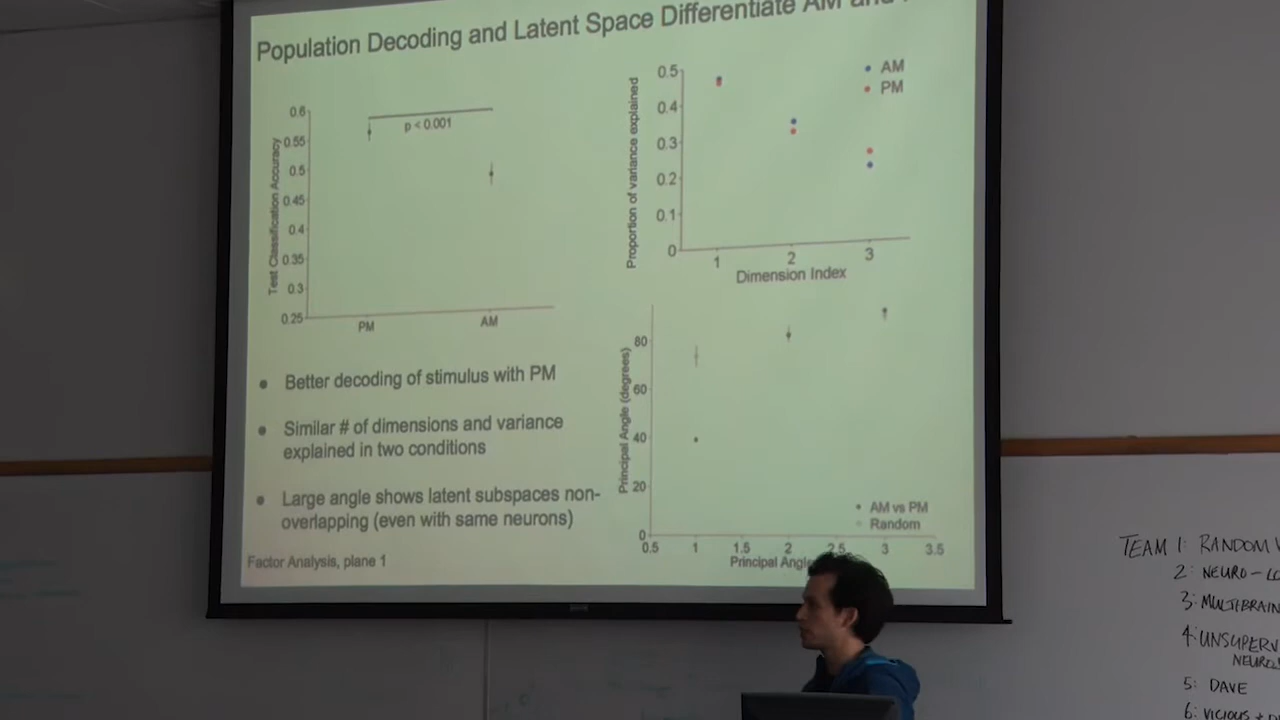 Population Decoding and Latent Space Differentiate AM and
0.6
0.55
0.5
0.45
0.4
0.35
0.3
0.25
Test Classification Accuracy
p < 0.001
PM
AM
0.5
0.4
0.3
0.2
0.1
0
Proportion of variance explained
AM
PM
1
2
3
Dimension Index
Better decoding of stimulus with PM
Similar # of dimensions and variance
explained in two conditions
Large angle shows latent subspaces non-
overlapping (even with same neurons)
Factor Analysis, plane 1
80
60
40
20
0
Principal Angle (degrees)
AM vs PM
Random
0.5
1
1.5
2
2.5
3
3.5
Principal Angle
TEAM 1: RANDOM
2: NEURO-
3: MULTIBRAIN
4: UNSUPERV
5: DAVE
6: VICIOUS